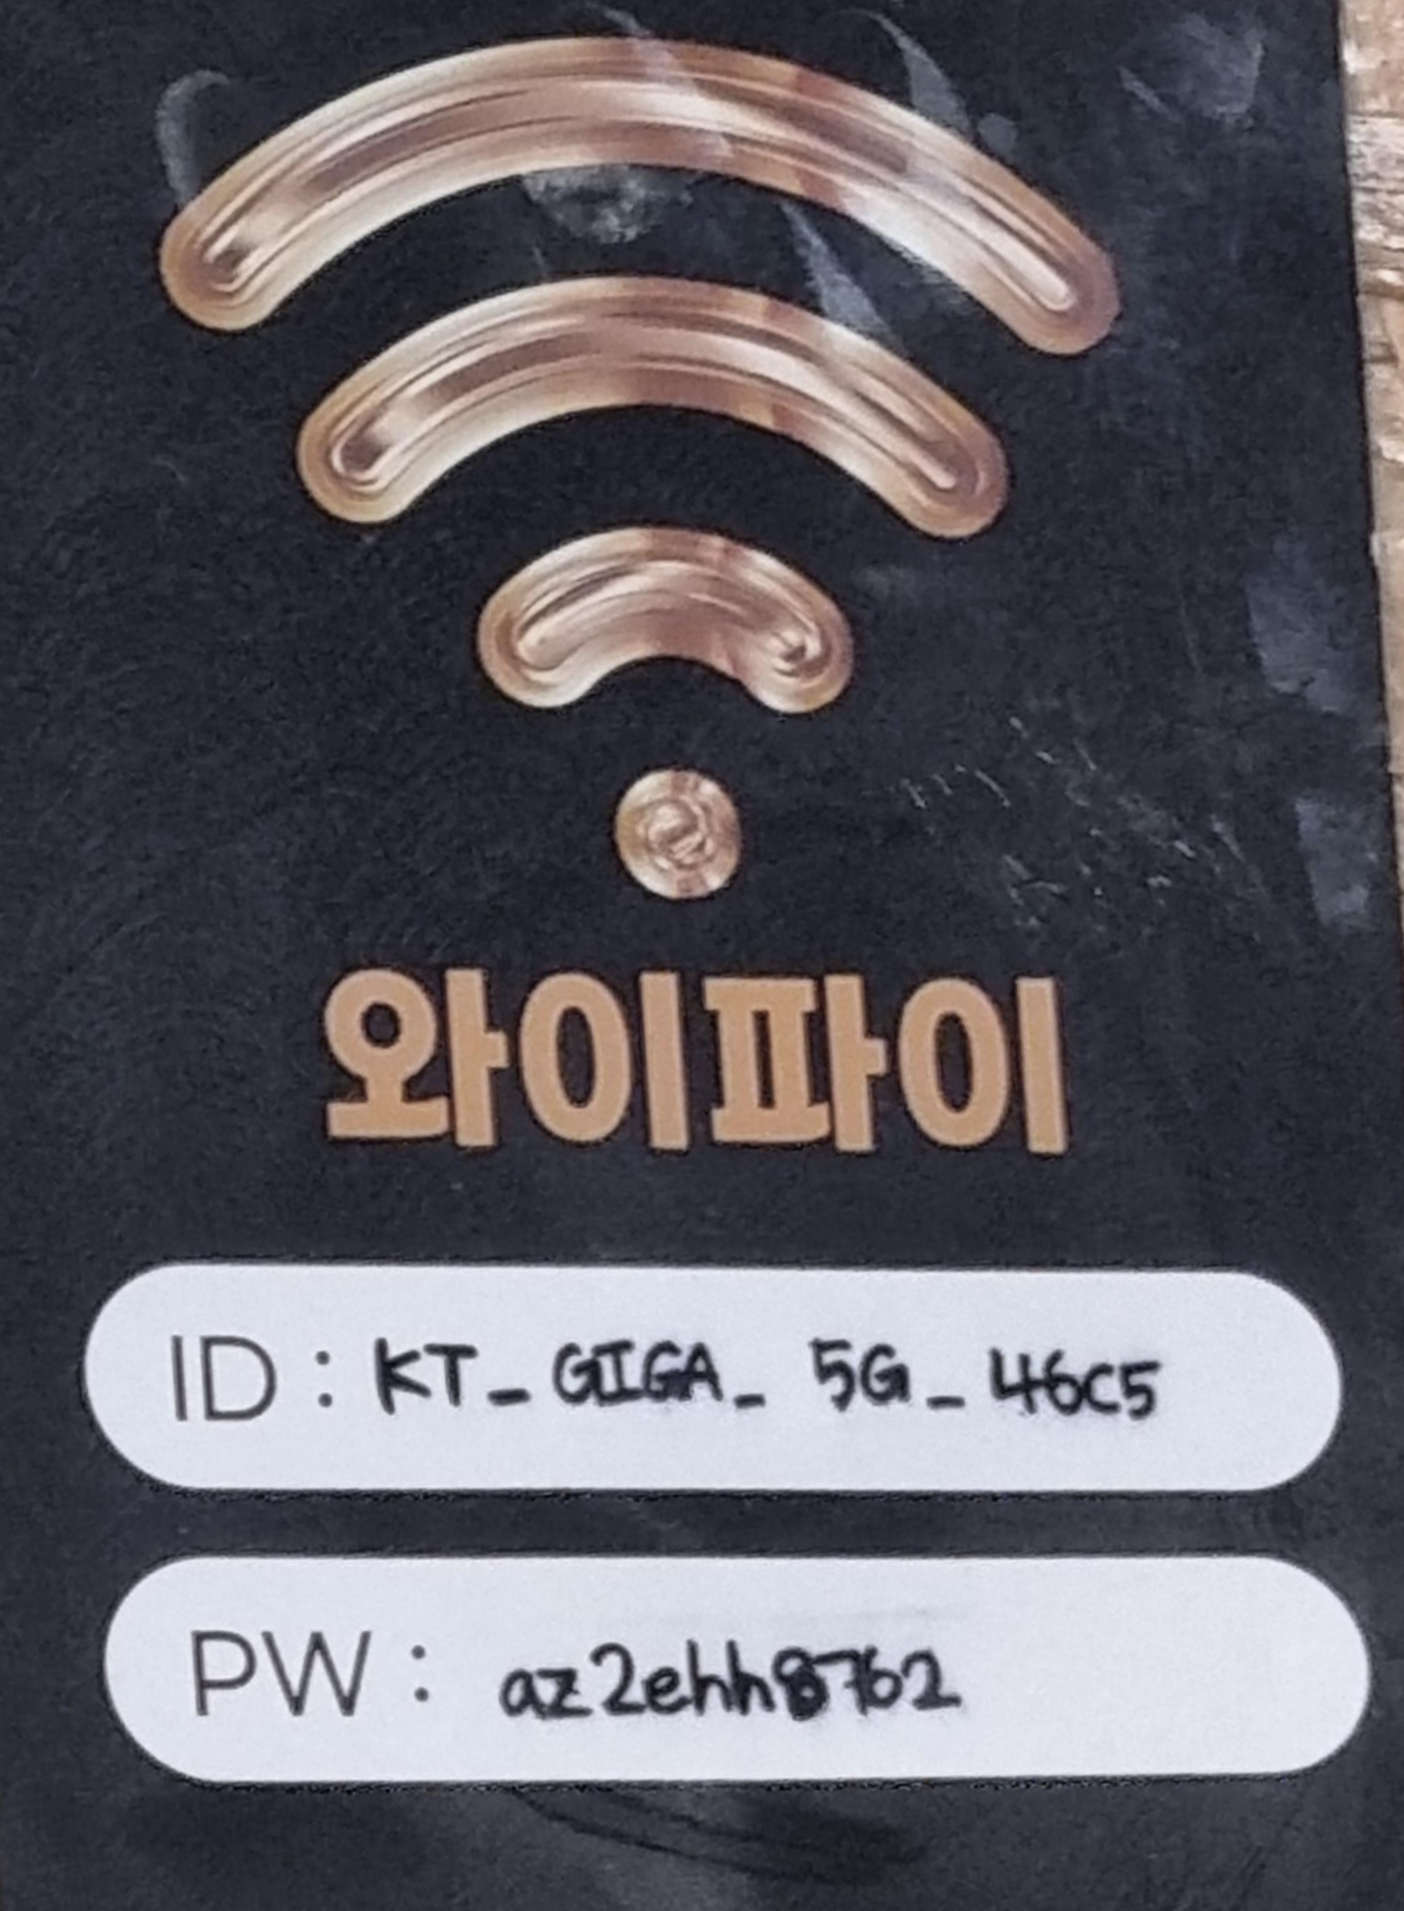 와이파이
ID : KT_GIGA_5G_46C5
PW : az2ehh8762